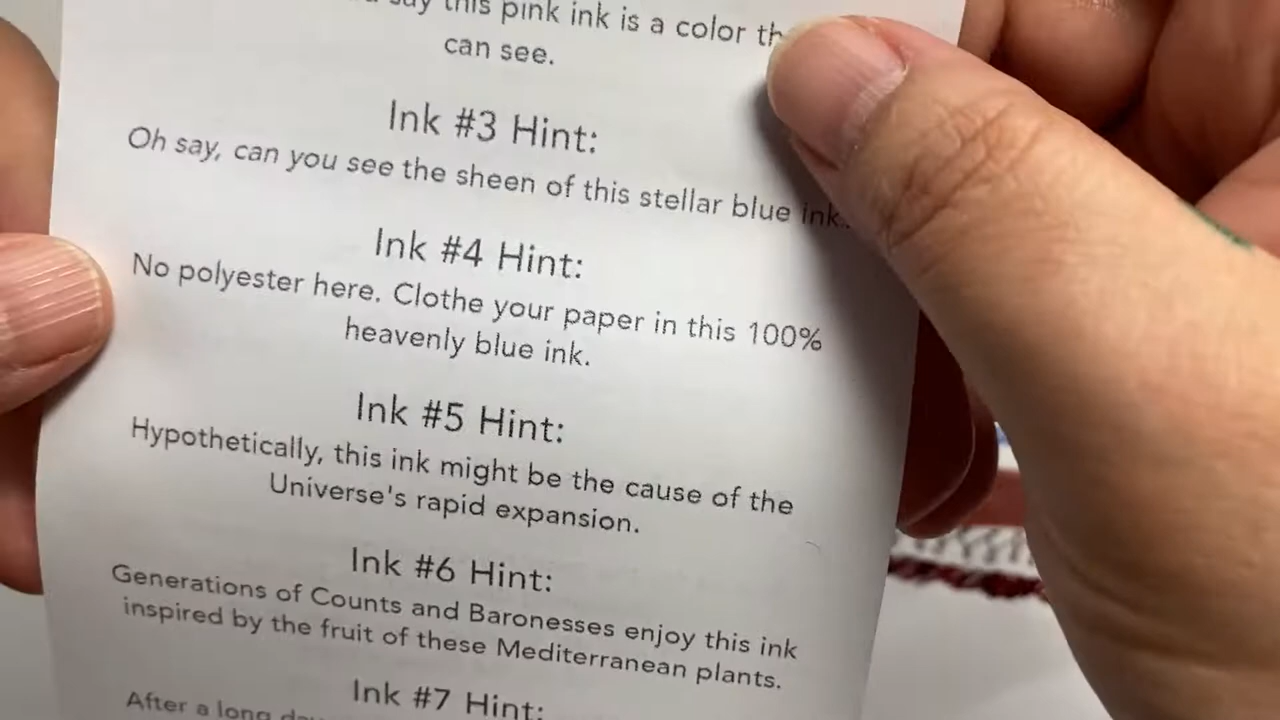 say this pink ink is a color
can see.
Ink #3 Hint:
Oh say, can you see the sheen of this stellar blue ink.
Ink #4 Hint:
No polyester here. Clothe your paper in this 100%
heavenly blue ink.
Ink #5 Hint:
Hypothetically, this ink might be the cause of the
Universe's rapid expansion.
Ink #6 Hint:
Generations of Counts and Baronesses enjoy this ink
inspired by the fruit of these Mediterranean plants.
Ink #7 Hint:
After a long